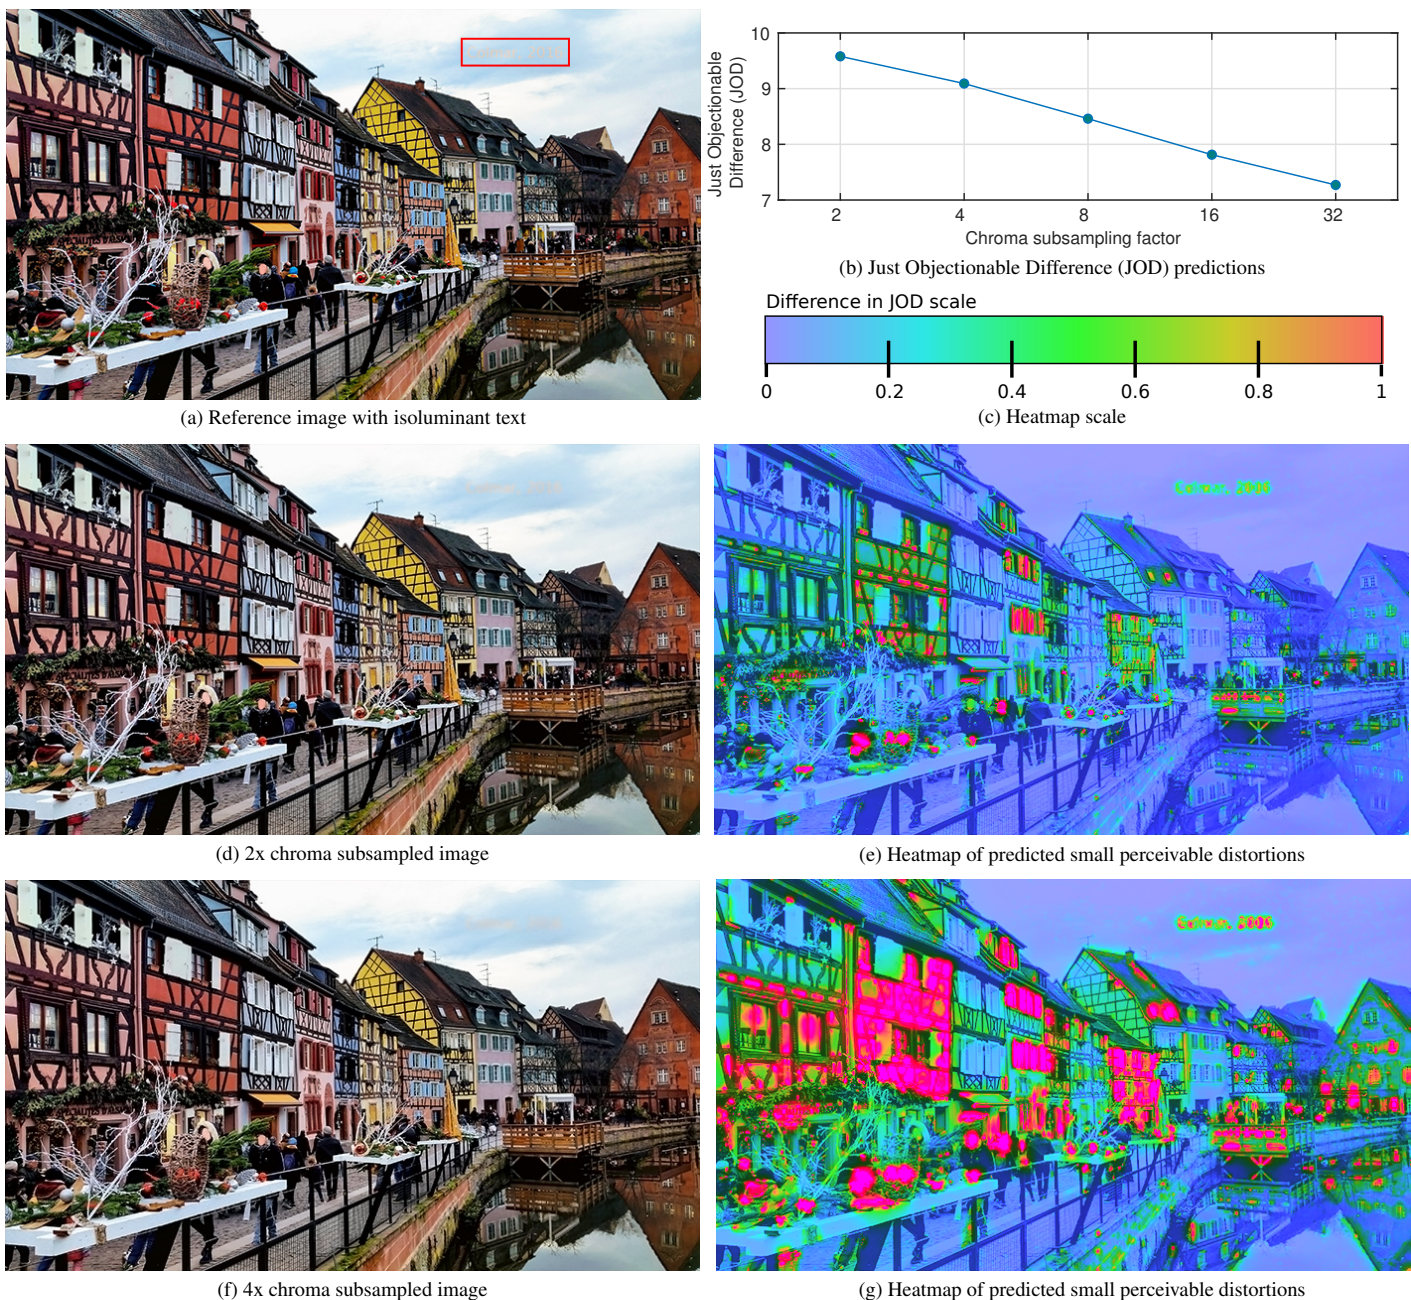 10
9
8
7
Just Objectionable
Difference (JOD)
2 4 8 16 32
Chroma subsampling factor
(b) Just Objectionable Difference (JOD) predictions
Difference in JOD scale
0 0.2 0.4 0.6 0.8 1
(a) Reference image with isoluminant text
(c) Heatmap scale
(d) 2x chroma subsampled image
(e) Heatmap of predicted small perceivable distortions
(f) 4x chroma subsampled image
(g) Heatmap of predicted small perceivable distortions